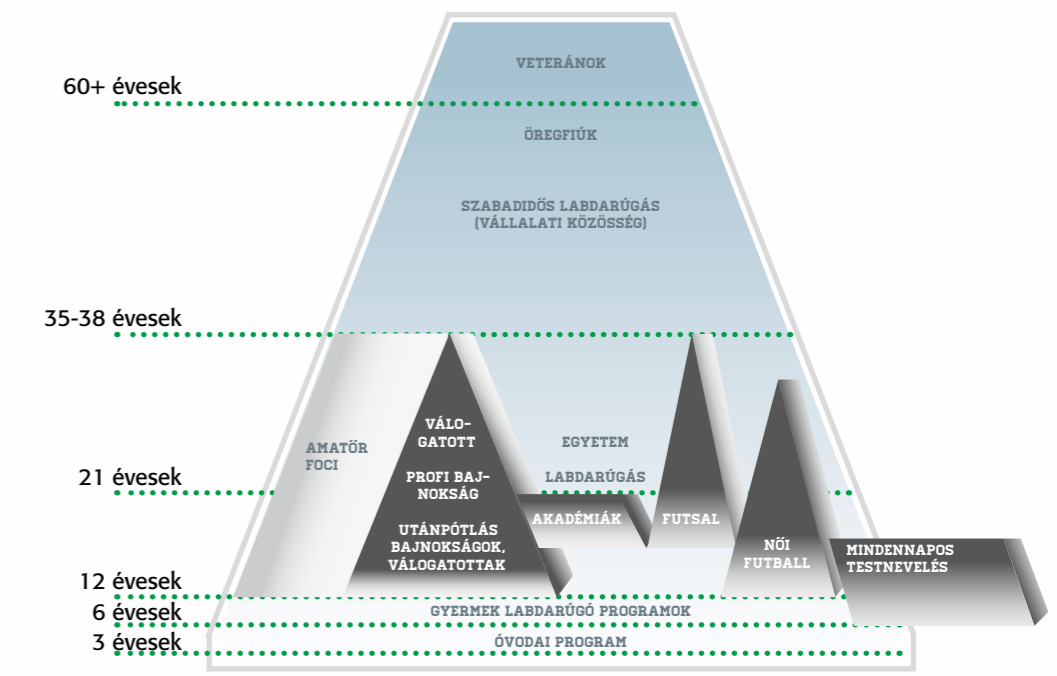 VETERÁNOK
60+ évesek
ÖREGFIÚK
SZABADIDŐS LABDARÚGÁS
(VÁLLALATI KÖZÖSSÉG)
35-38 évesek
VÁLO-
GATOTT
AMATŐR
FOCI
EGYETEM
21 évesek
PROFI BAJ-
NOKSÁG
LABDARÚGÁS
AKADÉMIÁK
FUTSAL
UTÁNPÓTLÁS
BAJNOKSÁGOK,
VÁLOGATOTTAK
NŐI
FUTBALL
MINDENNAPOS
TESTNEVELÉS
12 évesek
6 évesek
GYERMEK LABDARÚGÓ PROGRAMOK
3 évesek
ÓVODAI PROGRAM